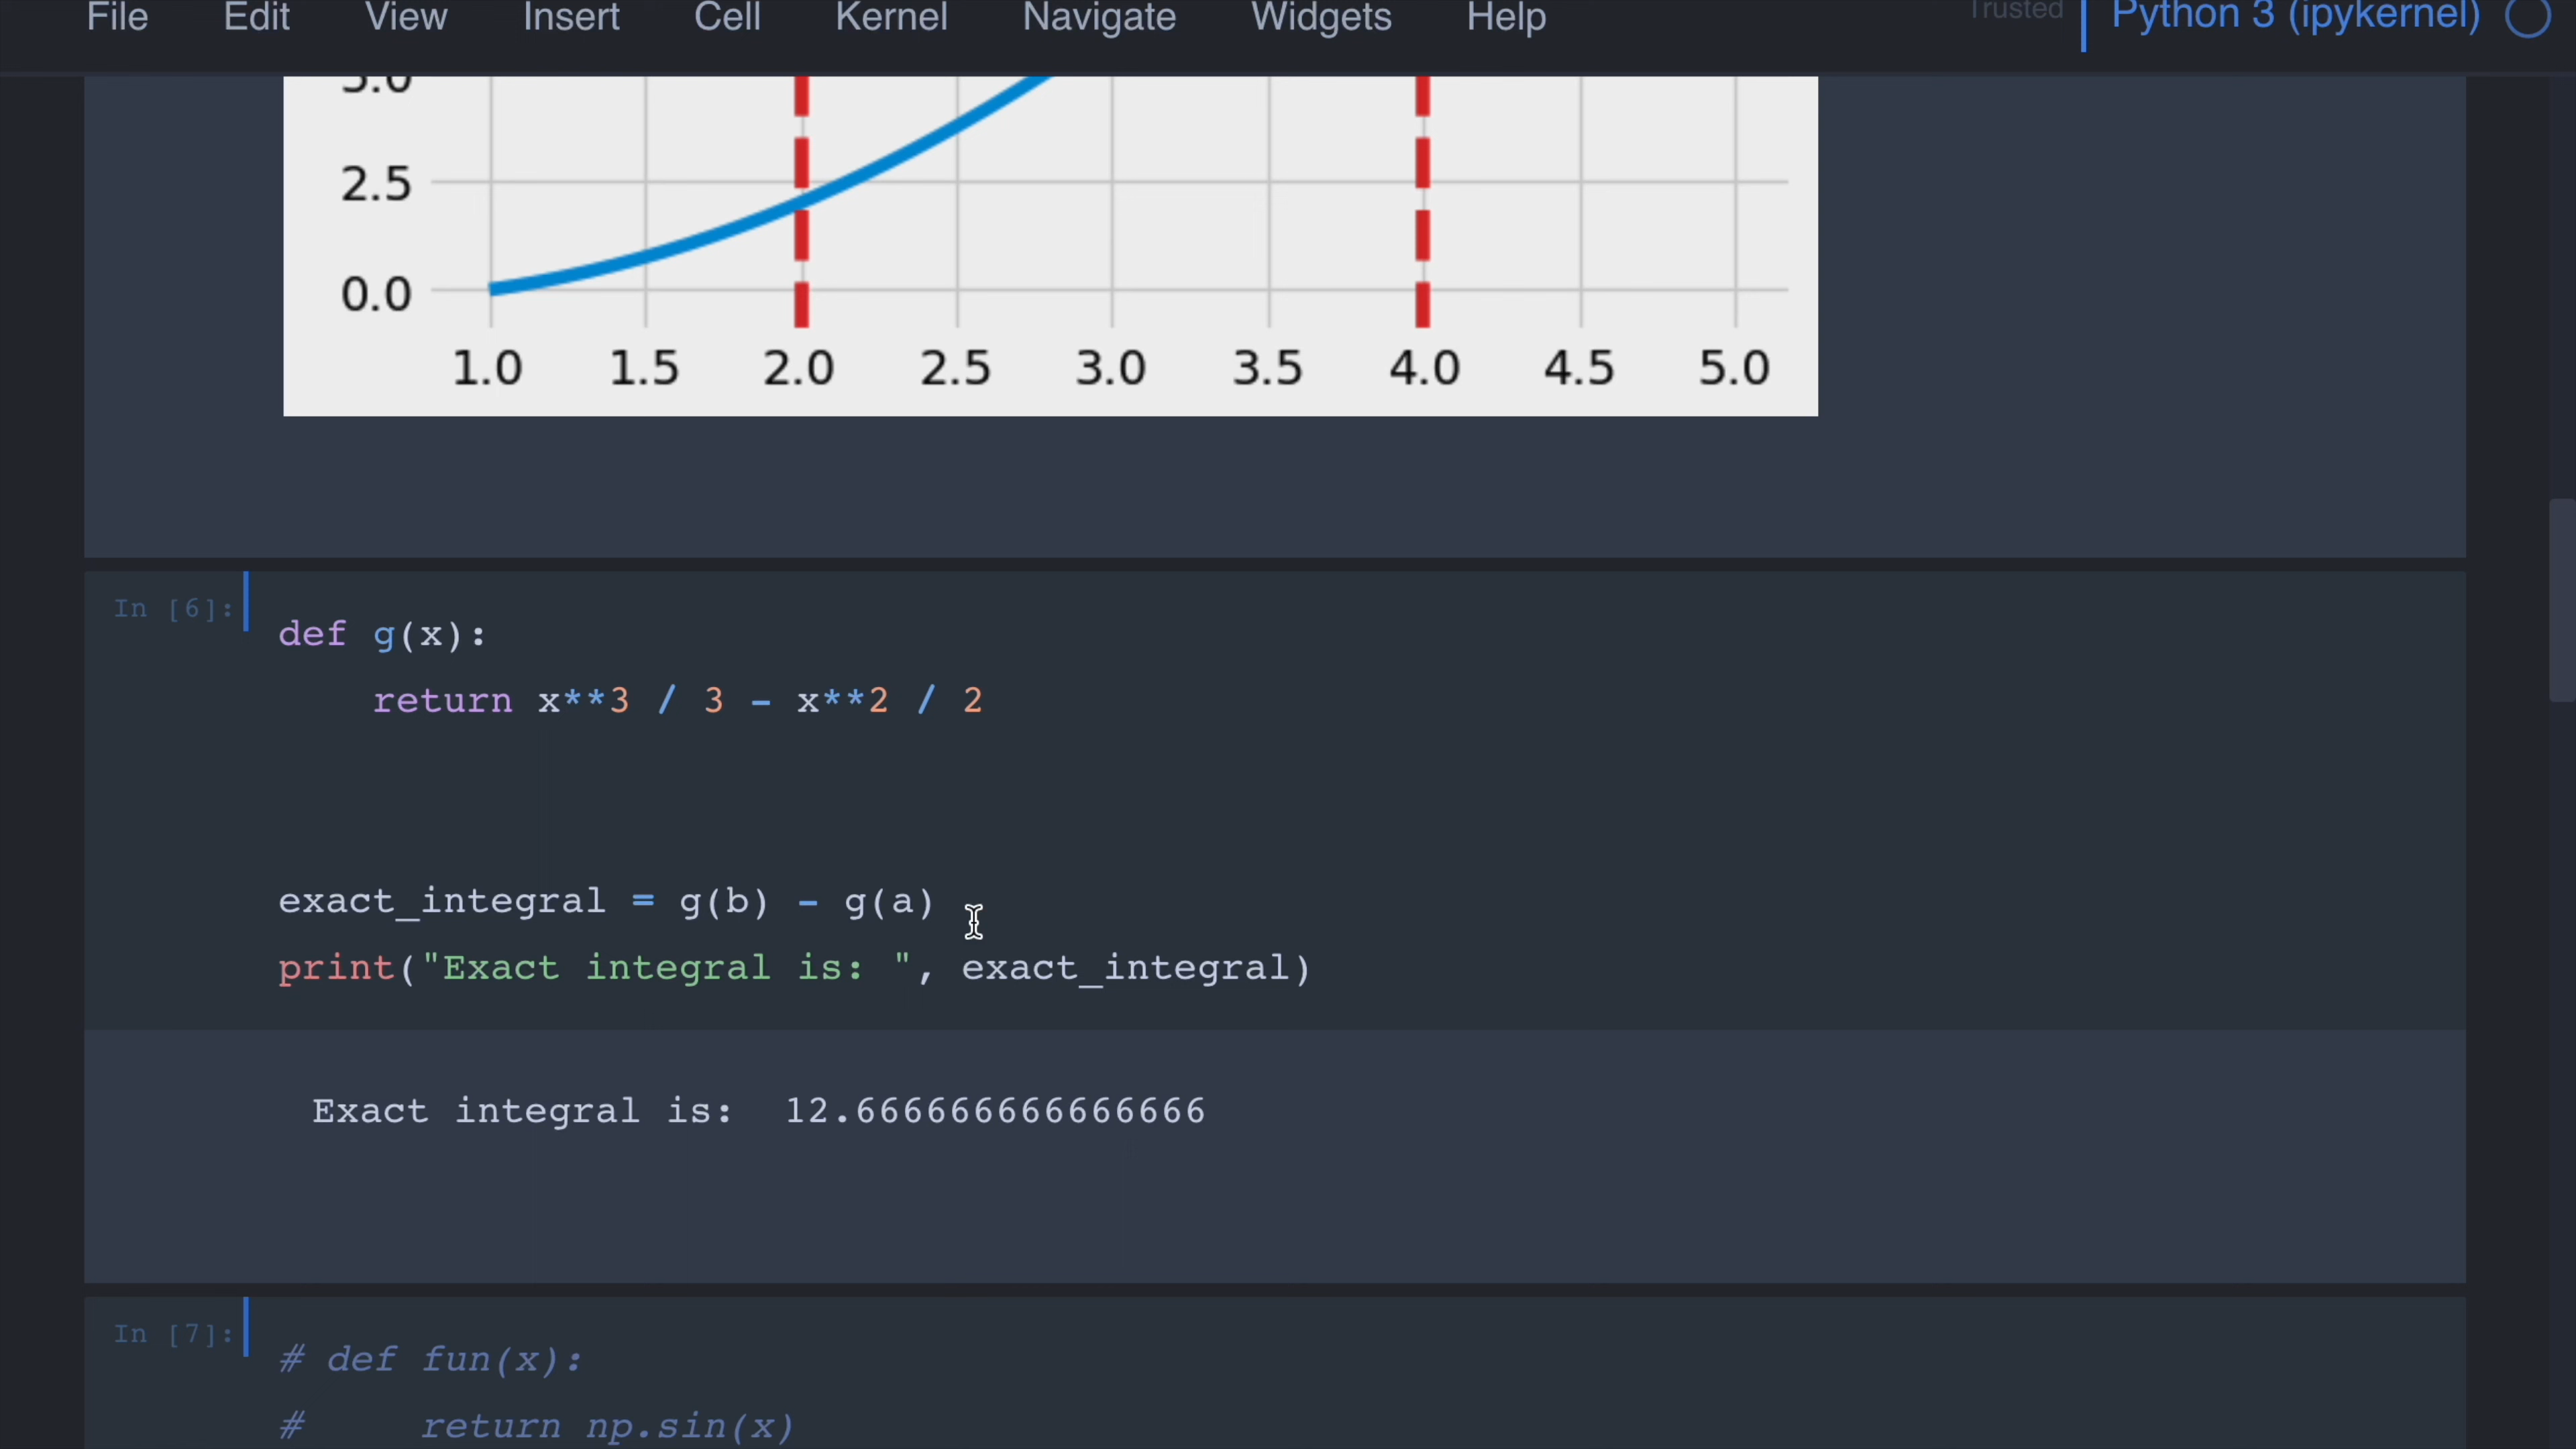 File Edit View Insert Cell Kernel Navigate Widgets Help Trusted Python 3 (ipykernel)
5.0
2.5
0.0
1.0 1.5 2.0 2.5 3.0 3.5 4.0 4.5 5.0
In [6]:
def g(x):
    return x**3 / 3 - x**2 / 2
exact_integral = g(b) - g(a)
print("Exact integral is: ", exact_integral)
Exact integral is:  12.666666666666666
In [7]:
# def fun(x):
#     return np.sin(x)